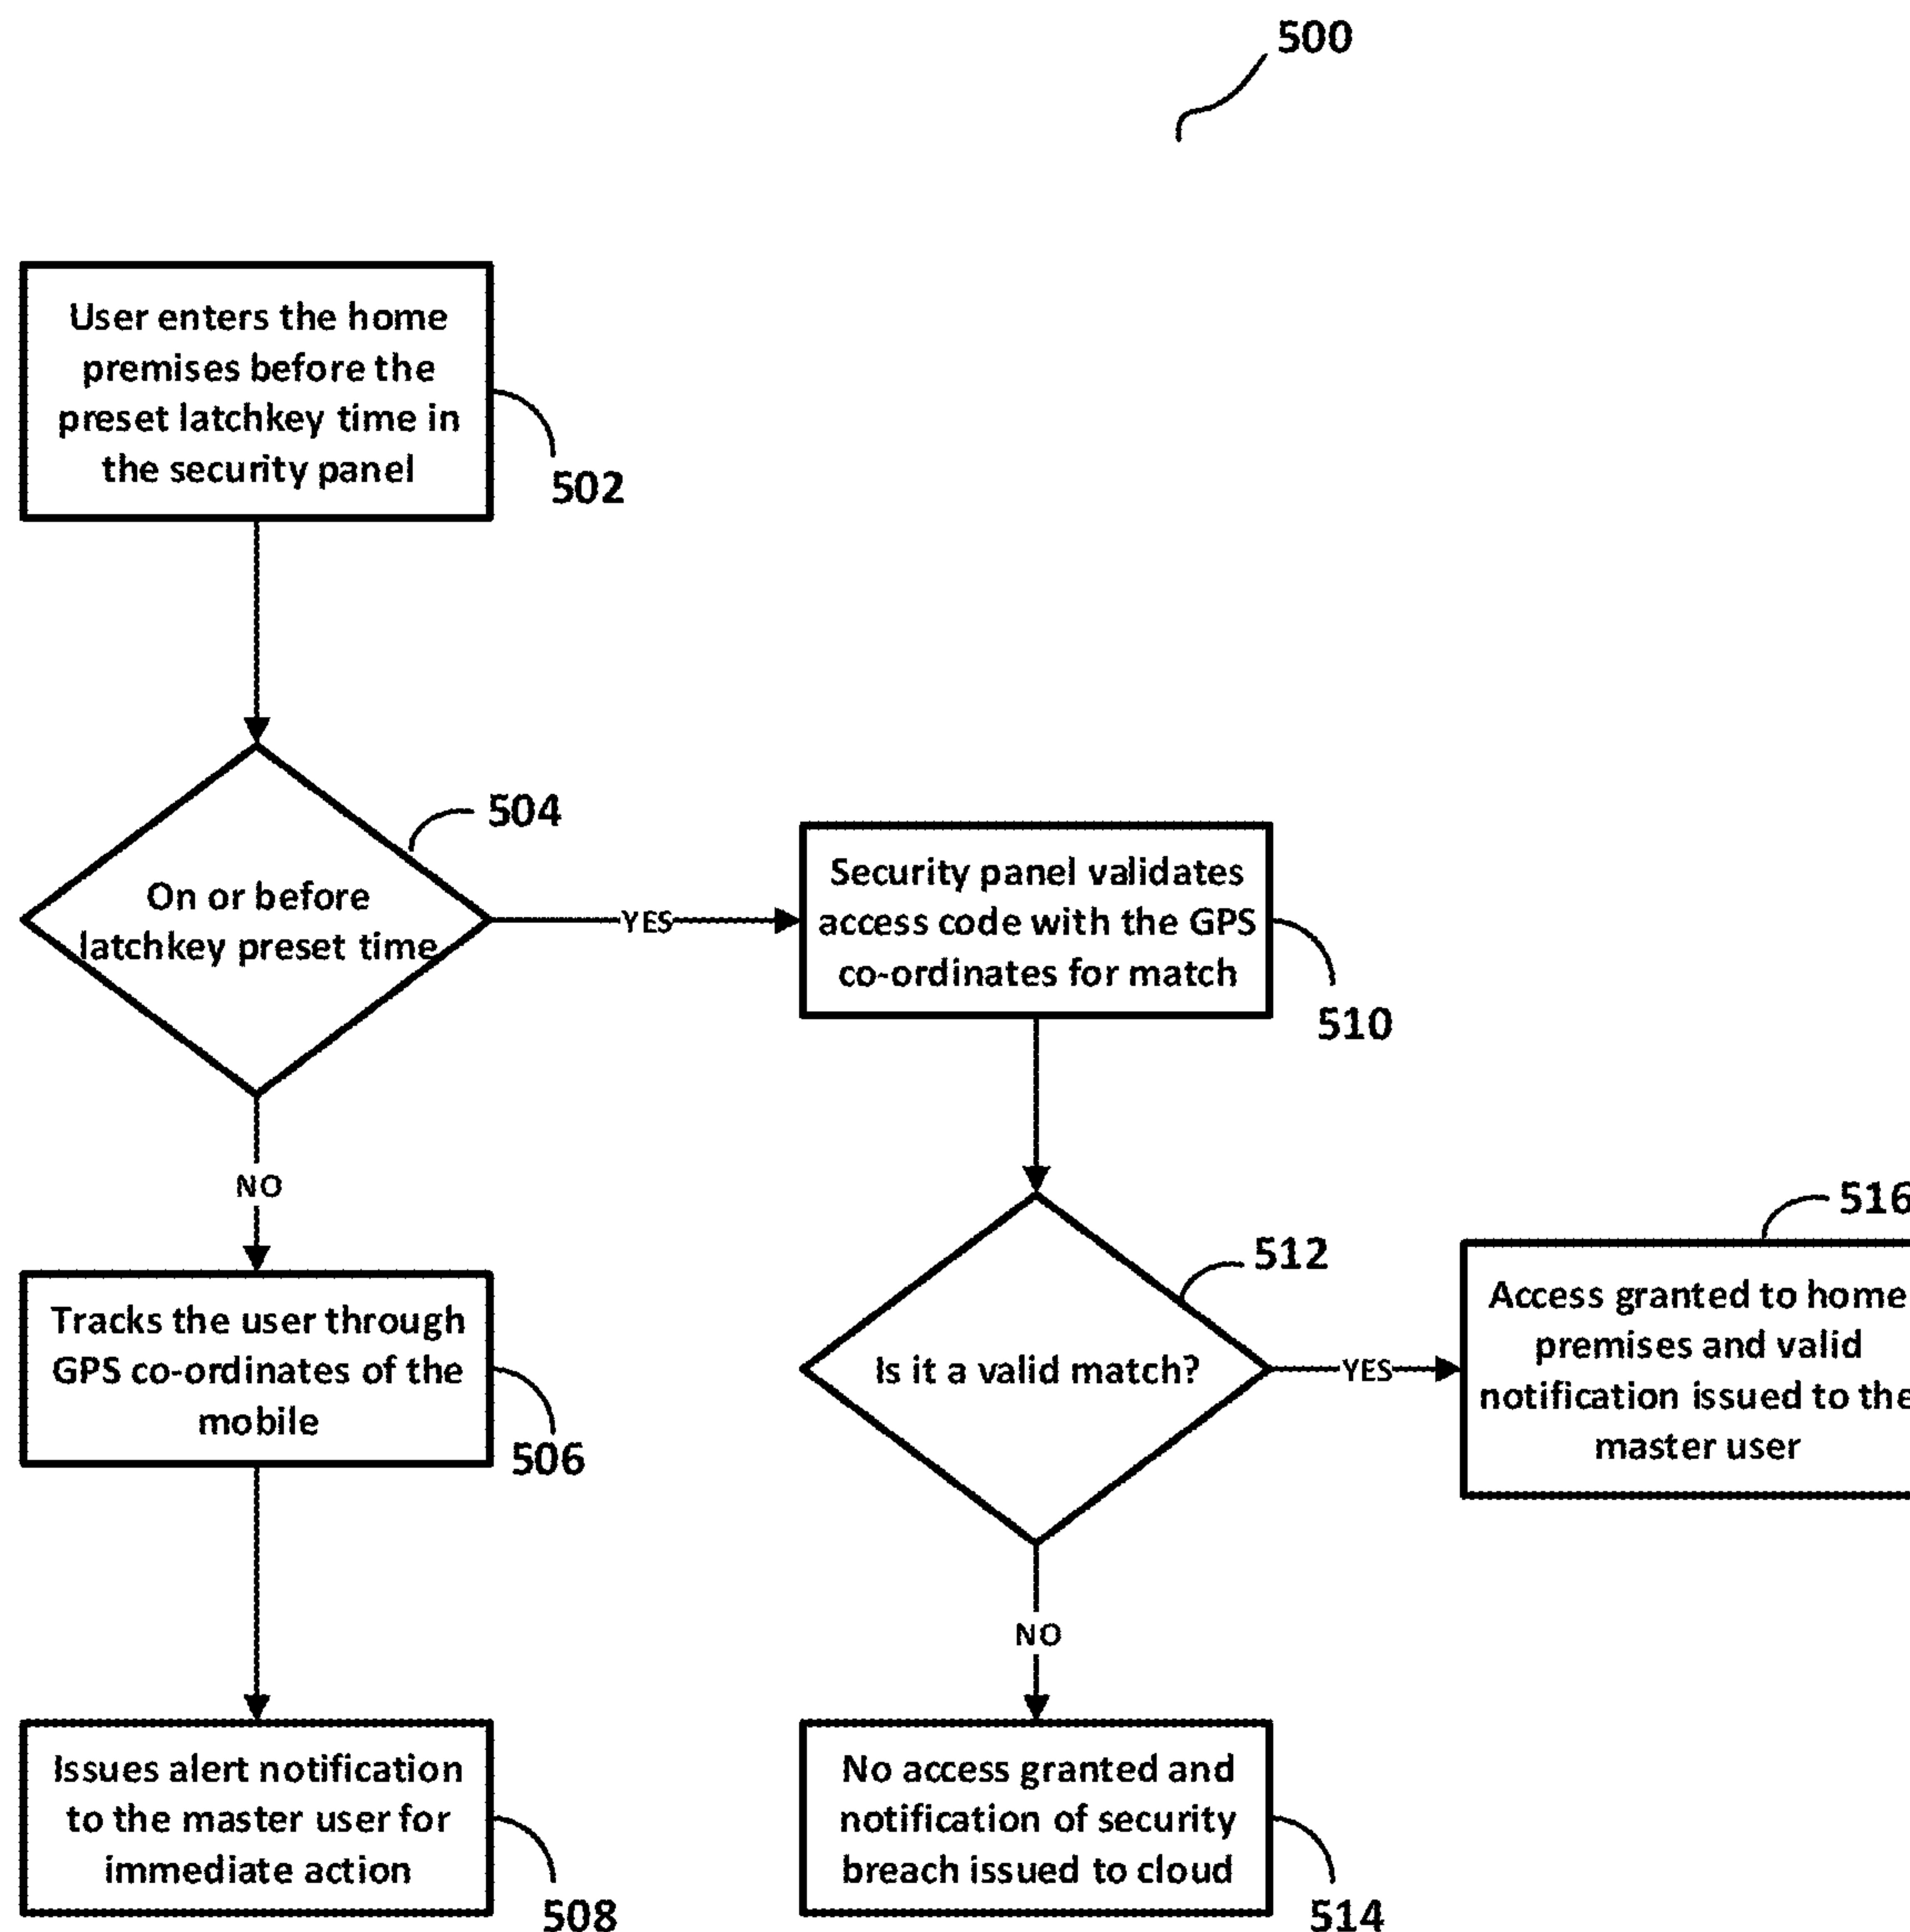 500
User enters the home
premises before the
preset latchkey time in
the security panel
502
504
On or before
latchkey preset time
YES
Security panel validates
access code with the GPS
co-ordinates for match
510
NO
Tracks the user through
GPS co-ordinates of the
mobile
506
512
Is it a valid match?
YES
516
Access granted to home
premises and valid
notification issued to the
master user
NO
Issues alert notification
to the master user for
immediate action
508
No access granted and
notification of security
breach issued to cloud
514